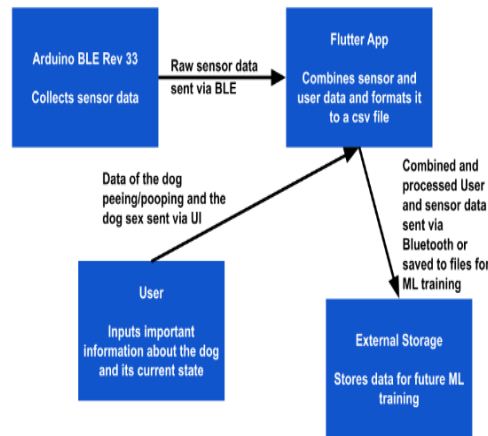 Arduino BLE Rev 33
Collects sensor data
Raw sensor data
sent via BLE
Flutter App
Combines sensor and
user data and formats it
to a csv file
Data of the dog
peeing/pooping and the
dog sex sent via UI
Combined and
processed User
and sensor data
sent via
Bluetooth or
saved to files for
ML training
User
Inputs important
information about the dog
and its current state
External Storage
Stores data for future ML
training